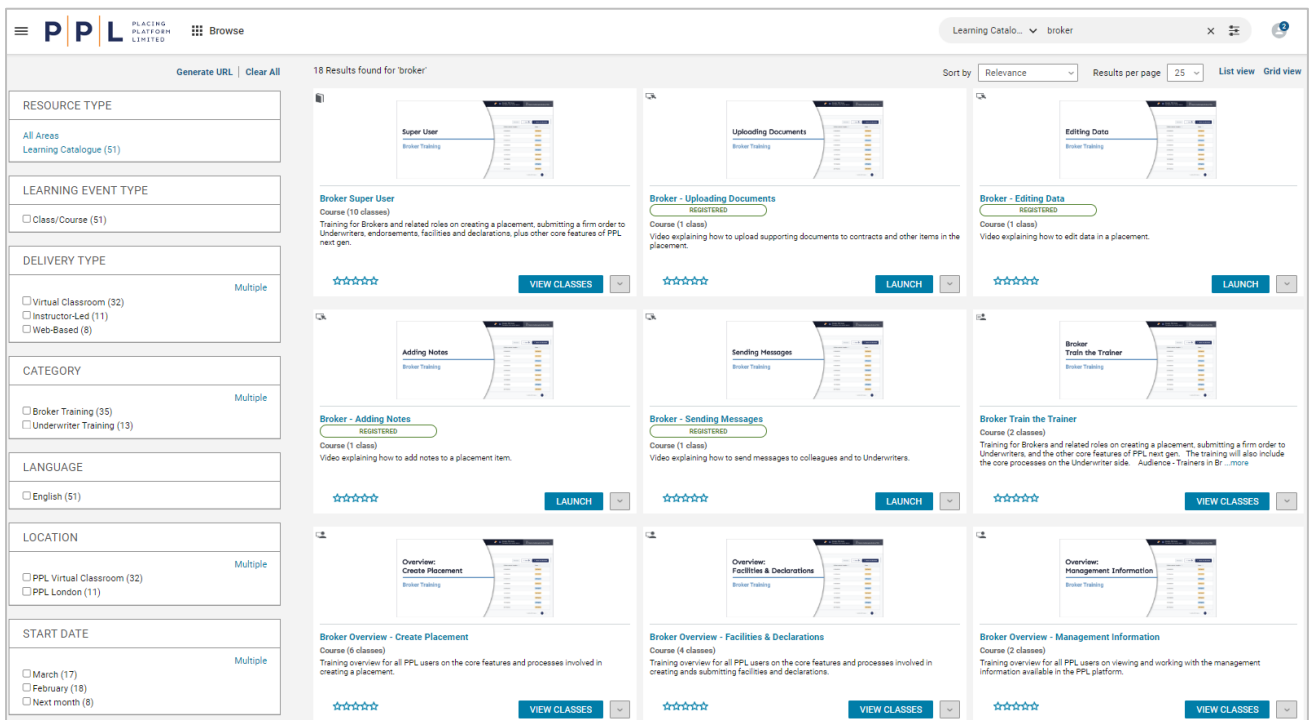 PPL PLACING
PLATFORM
LIMITED
Browse
Learning Catalo... broker
2
Generate URL | Clear All
18 Results found for 'broker'
Sort by Relevance
Results per page 25
List view Grid view
RESOURCE TYPE
All Areas
Learning Catalogue (51)
LEARNING EVENT TYPE
Class/Course (51)
DELIVERY TYPE
Multiple
Virtual Classroom (32)
Instructor-Led (11)
Web-Based (8)
CATEGORY
Multiple
Broker Training (35)
Underwriter Training (13)
LANGUAGE
English (51)
LOCATION
Multiple
PPL Virtual Classroom (32)
PPL London (11)
START DATE
Multiple
March (17)
February (18)
Next month (8)
Super User
Broker Training
Broker Super User
Course (10 classes)
Training for Brokers and related roles on creating a placement, submitting a firm order to
Underwriters, endorsements, facilities and declarations, plus other core features of PPL
next gen.
VIEW CLASSES
Uploading Documents
Broker Training
Broker - Uploading Documents
REGISTERED
Course (1 class)
Video explaining how to upload supporting documents to contracts and other items in the
placement.
LAUNCH
Editing Data
Broker Training
Broker - Editing Data
REGISTERED
Course (1 class)
Video explaining how to edit data in a placement.
LAUNCH
Adding Notes
Broker Training
Broker - Adding Notes
REGISTERED
Course (1 class)
Video explaining how to add notes to a placement item.
LAUNCH
Sending Messages
Broker Training
Broker - Sending Messages
REGISTERED
Course (1 class)
Video explaining how to send messages to colleagues and to Underwriters.
LAUNCH
Broker
Train the Trainer
Broker Training
Broker Train the Trainer
Course (2 classes)
Training for Brokers and related roles on creating a placement, submitting a firm order to
Underwriters, and the other core features of PPL next gen. The training will also include
the core processes on the Underwriter side. Audience - Trainers in Br ...more
VIEW CLASSES
Overview:
Create Placement
Broker Training
Broker Overview - Create Placement
Course (6 classes)
Training overview for all PPL users on the core features and processes involved in
creating a placement.
VIEW CLASSES
Overview:
Facilities & Declarations
Broker Training
Broker Overview - Facilities & Declarations
Course (4 classes)
Training overview for all PPL users on the core features and processes involved in
creating ands submitting facilities and declarations.
VIEW CLASSES
Overview:
Management Information
Broker Training
Broker Overview - Management Information
Course (2 classes)
Training overview for all PPL users on viewing and working with the management
information available in the PPL platform.
VIEW CLASSES